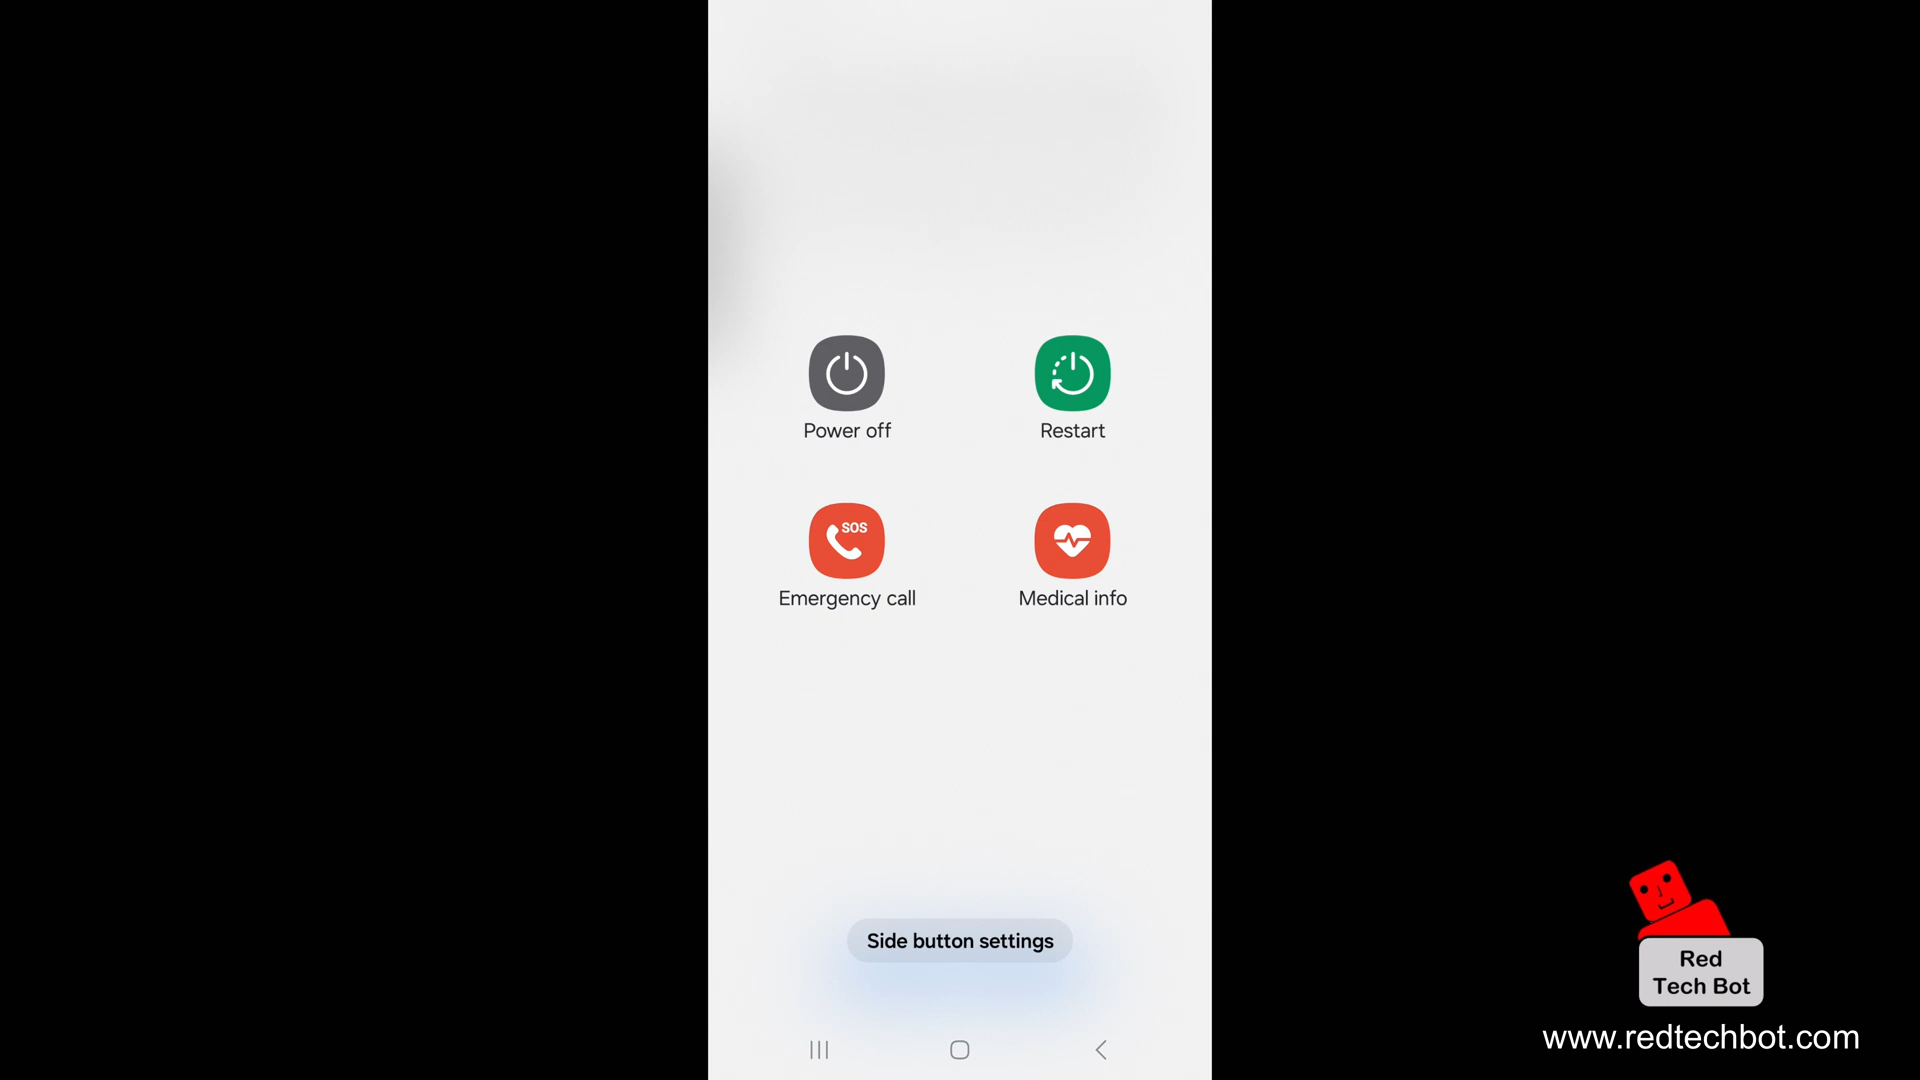 Power off
Restart
SOS
Emergency call
Medical info
Side button settings
Red
Tech Bot
www.redtechbot.com